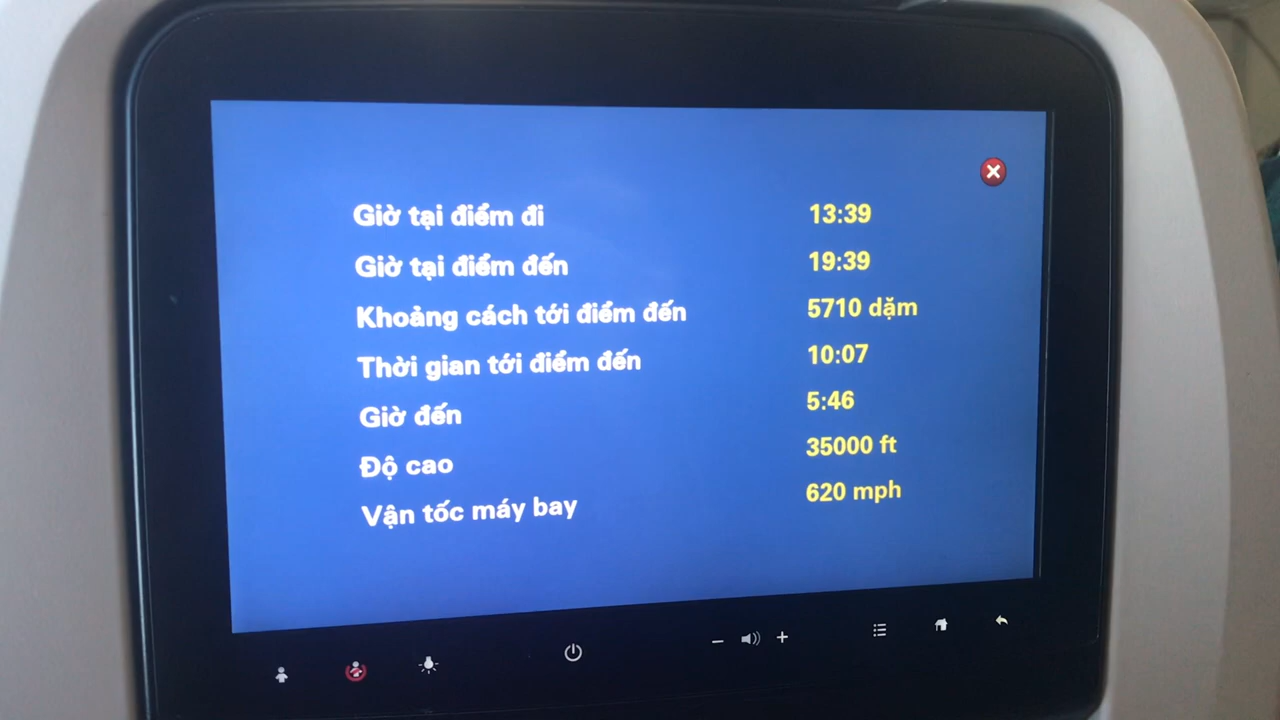 Giờ tại điểm đi 13:39
Giờ tại điểm đến 19:39
Khoảng cách tới điểm đến 5710 dặm
Thời gian tới điểm đến 10:07
Giờ đến 5:46
Độ cao 35000 ft
Vận tốc máy bay 620 mph